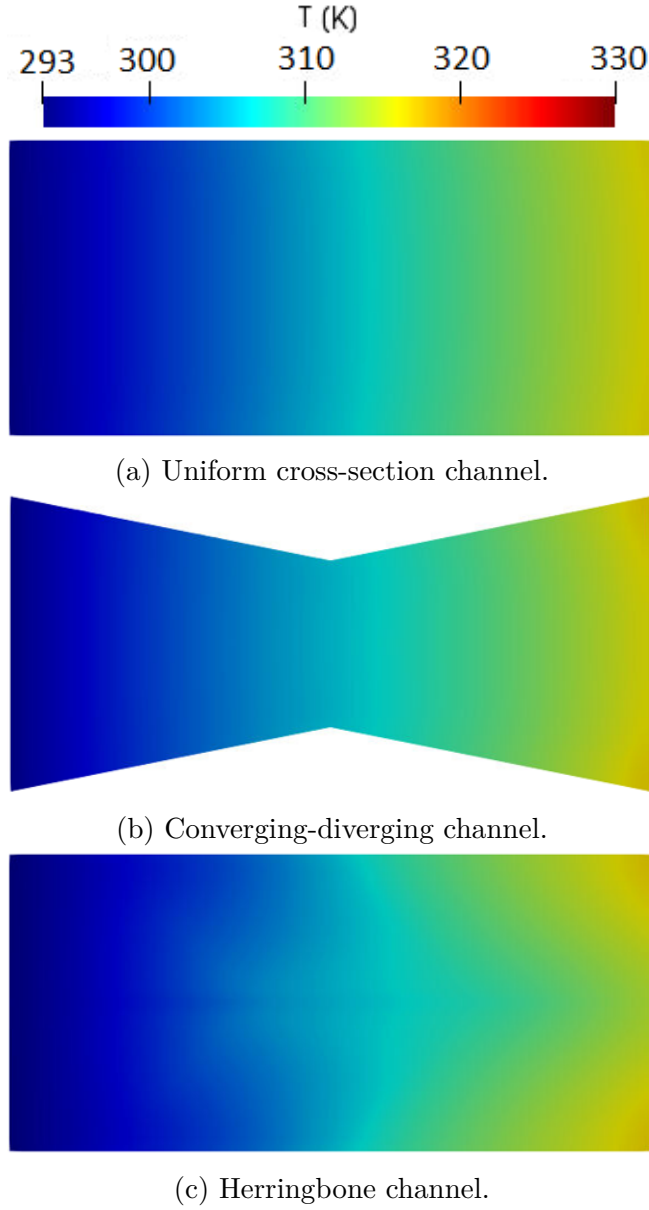 T (K)
293 300 310 320 330
(a) Uniform cross-section channel.
(b) Converging-diverging channel.
(c) Herringbone channel.